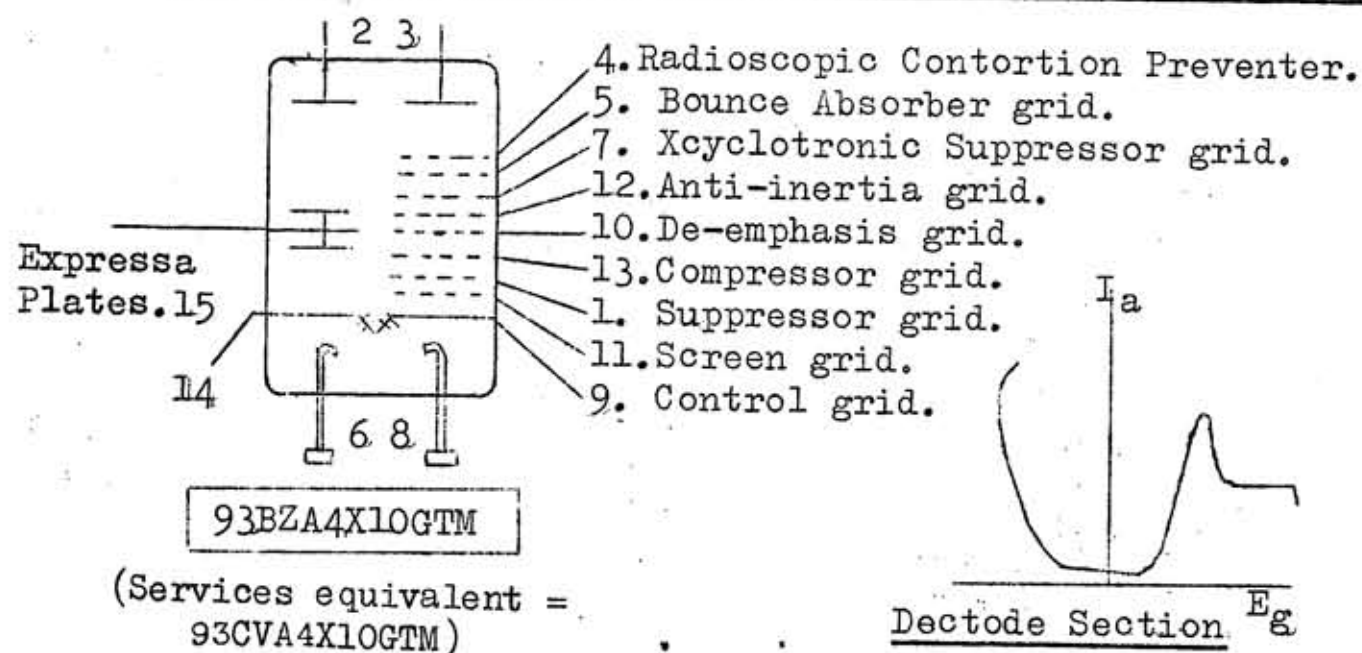 2 3
4. Radioscopic Contortion Preventer.
5. Bounce Absorber grid.
7. Xcyclotronic Suppressor grid.
12. Anti-inertia grid.
10. De-emphasis grid.
13. Compressor grid.
1. Suppressor grid.
11. Screen grid.
9. Control grid.
Expressa
Plates. 15
14
6 8
93BZA4X10GTM
(Services equivalent =
93CVA4X10GTM)
Ia
Eg
Dectode Section